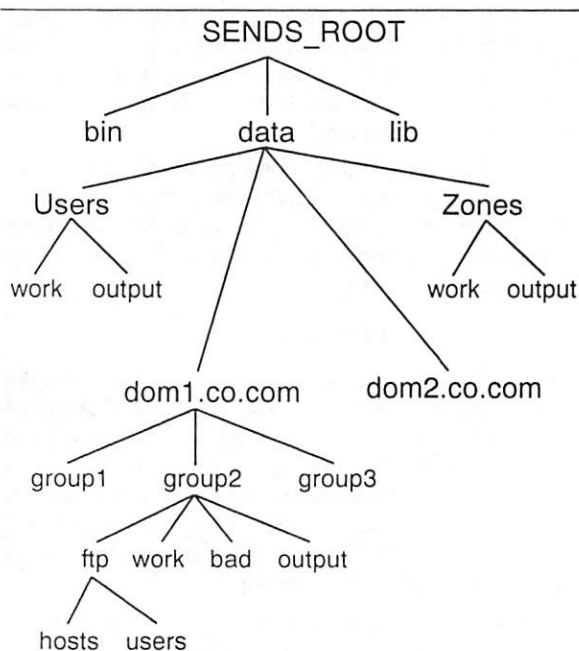 SENDS_ROOT
bin data lib
Users Zones
work output work output
dom1.co.com dom2.co.com
group1 group2 group3
ftp work bad output
hosts users